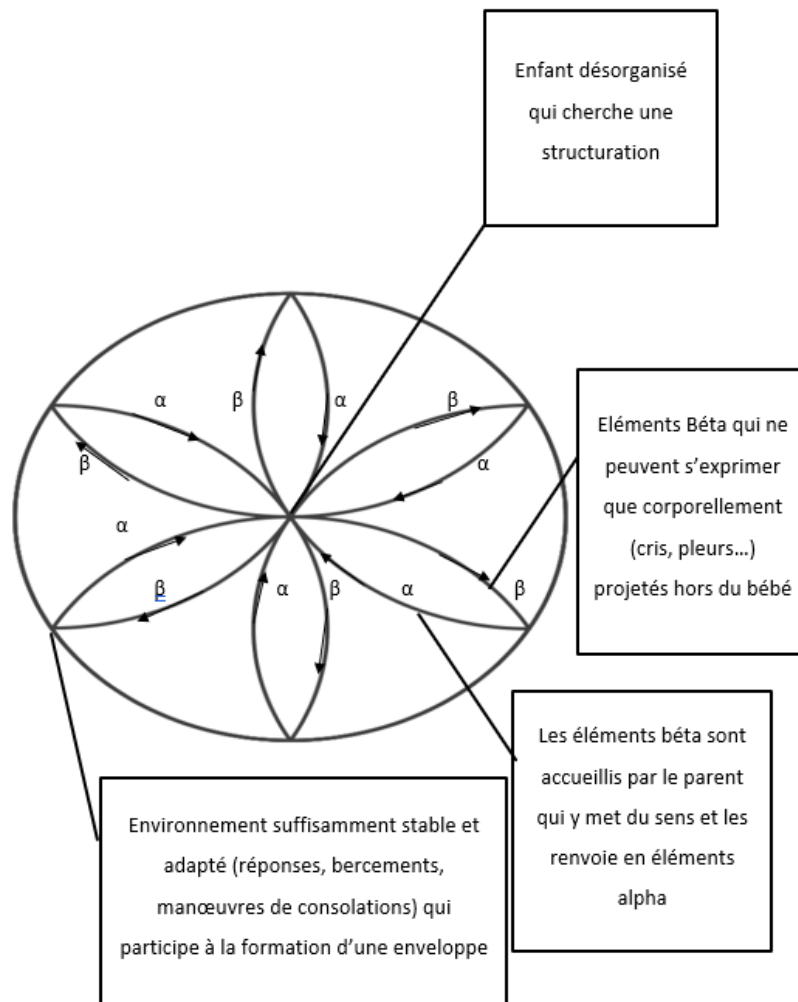 Enfant désorganisé
qui cherche une
structuration
α
β
α
β
β
α
Eléments Béta qui ne
peuvent s’exprimer
que corporellement
(cris, pleurs…)
projetés hors du bébé
α
β
α
β
α
β
Les éléments béta sont
accueillis par le parent
qui y met du sens et les
renvoie en éléments
alpha
Environnement suffisamment stable et
adapté (réponses, bercements,
manœuvres de consolations) qui
participe à la formation d’une enveloppe